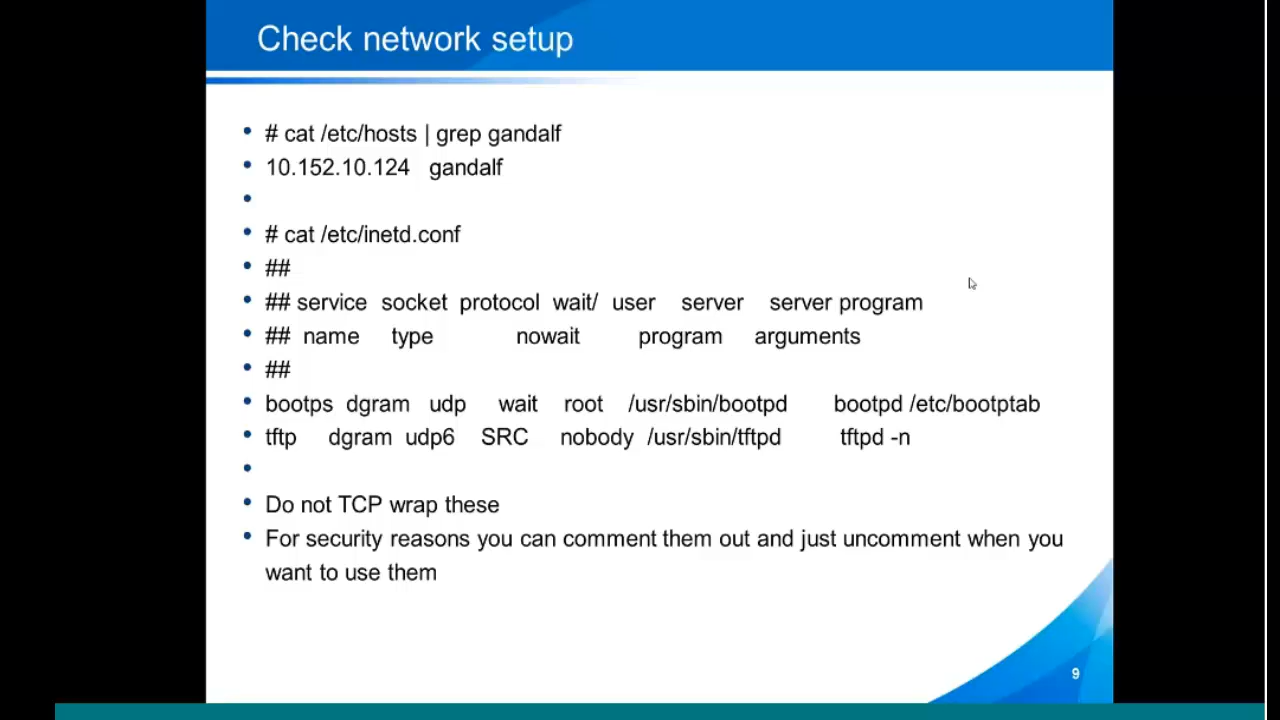 Check network setup
# cat /etc/hosts | grep gandalf
10.152.10.124 gandalf
# cat /etc/inetd.conf
##
## service socket protocol wait/ user server server program
## name type nowait program arguments
##
bootps dgram udp wait root /usr/sbin/bootpd bootpd /etc/bootptab
tftp dgram udp6 SRC nobody /usr/sbin/tftpd tftpd -n
Do not TCP wrap these
For security reasons you can comment them out and just uncomment when you
want to use them
9